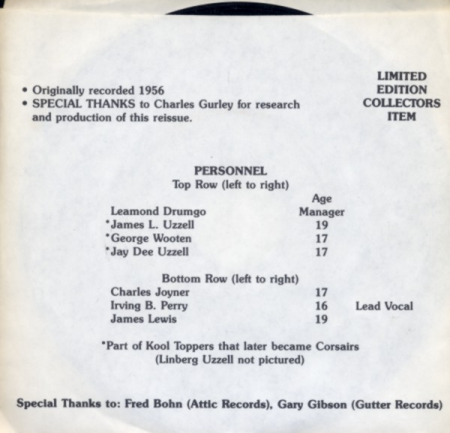 • Originally recorded 1956
• SPECIAL THANKS to Charles Gurley for research
and production of this reissue.
LIMITED
EDITION
COLLECTORS
ITEM
PERSONNEL
Top Row (left to right)
Age
Leamond Drumgo Manager
*James L. Uzzell 19
*George Wooten 17
*Jay Dee Uzzell 17
Bottom Row (left to right)
Charles Joyner 17
Irving B. Perry 16 Lead Vocal
James Lewis 19
*Part of Kool Toppers that later became Corsairs
(Linberg Uzzell not pictured)
Special Thanks to: Fred Bohn (Attic Records), Gary Gibson (Gutter Records)